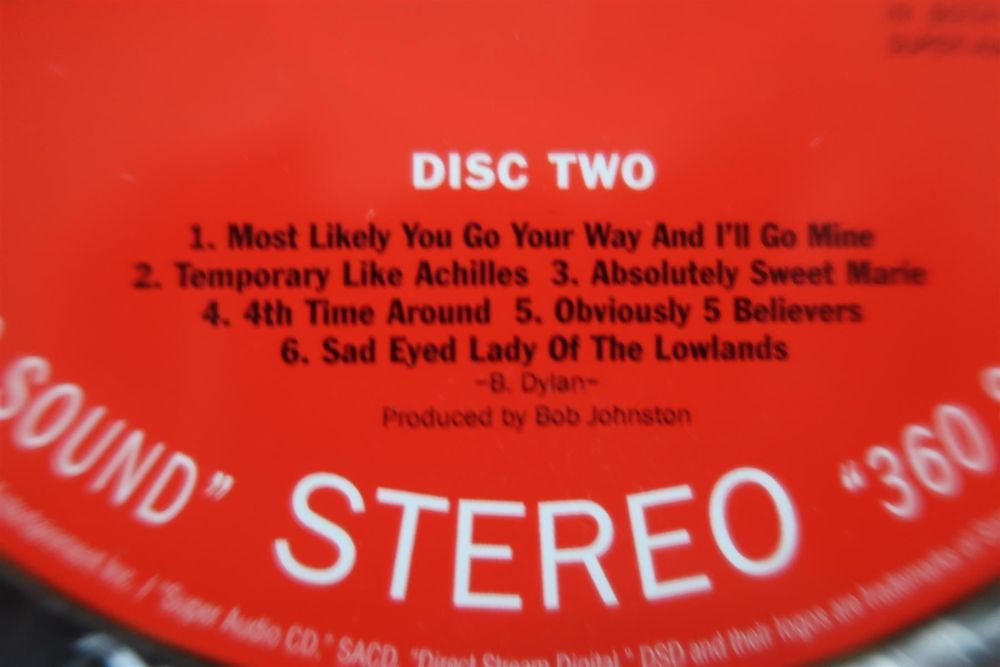 DISC TWO
1. Most Likely You Go Your Way And I'll Go Mine
2. Temporary Like Achilles 3. Absolutely Sweet Marie
4. 4th Time Around 5. Obviously 5 Believers
6. Sad Eyed Lady Of The Lowlands
-B. Dylan-
Produced by Bob Johnston
SOUND" STEREO "360
Inc. / "Super Audio CD," SACD, "Direct Stream Digital," DSD and their logos are trademarks of